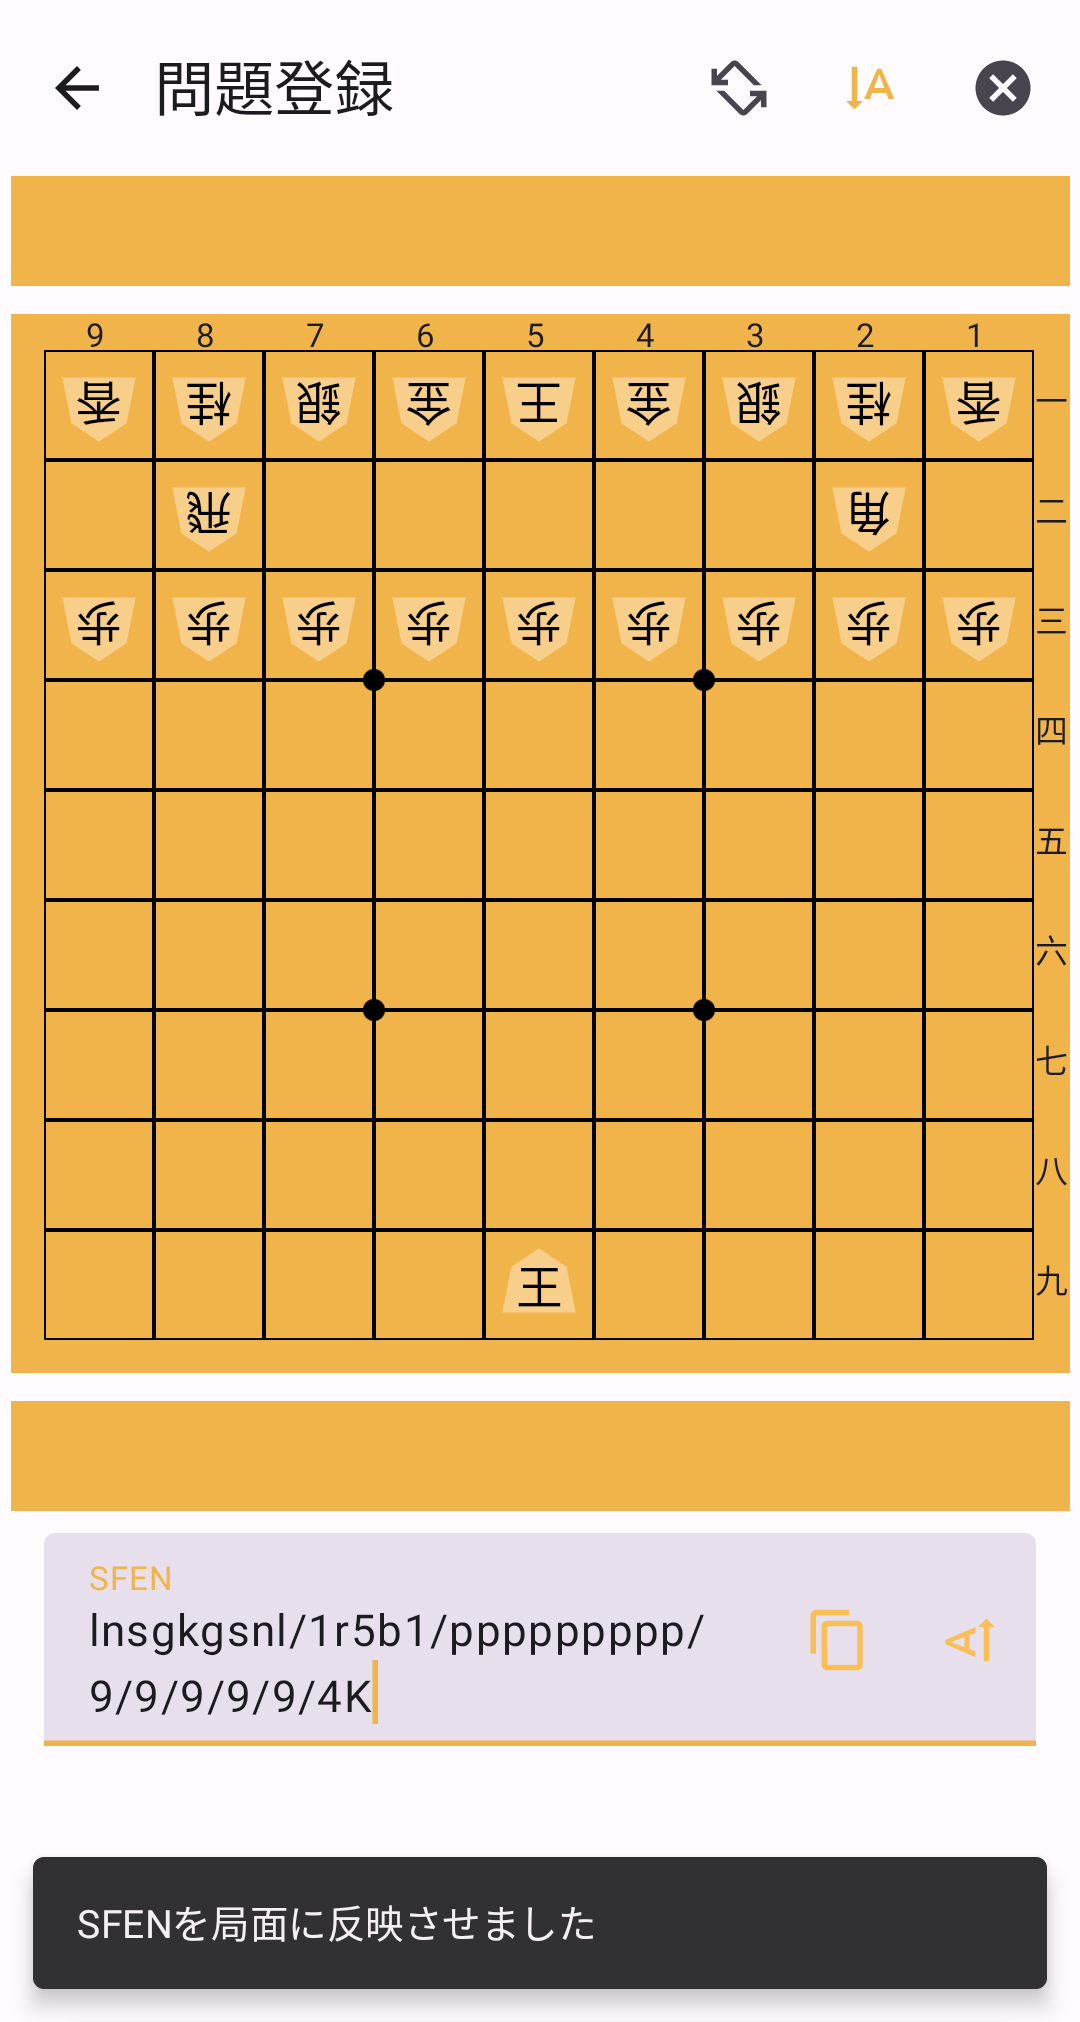 問題登録
A
9 8 7 6 5 4 3 2 1
香 桂 銀 金 王 金 銀 桂 香 一
飛 角 二
歩 歩 歩 歩 歩 歩 歩 歩 歩 三
四
五
六
七
八
王 九
SFEN
lnsgkgsnl/1r5b1/ppppppppp/
9/9/9/9/9/4K
A
SFENを局面に反映させました